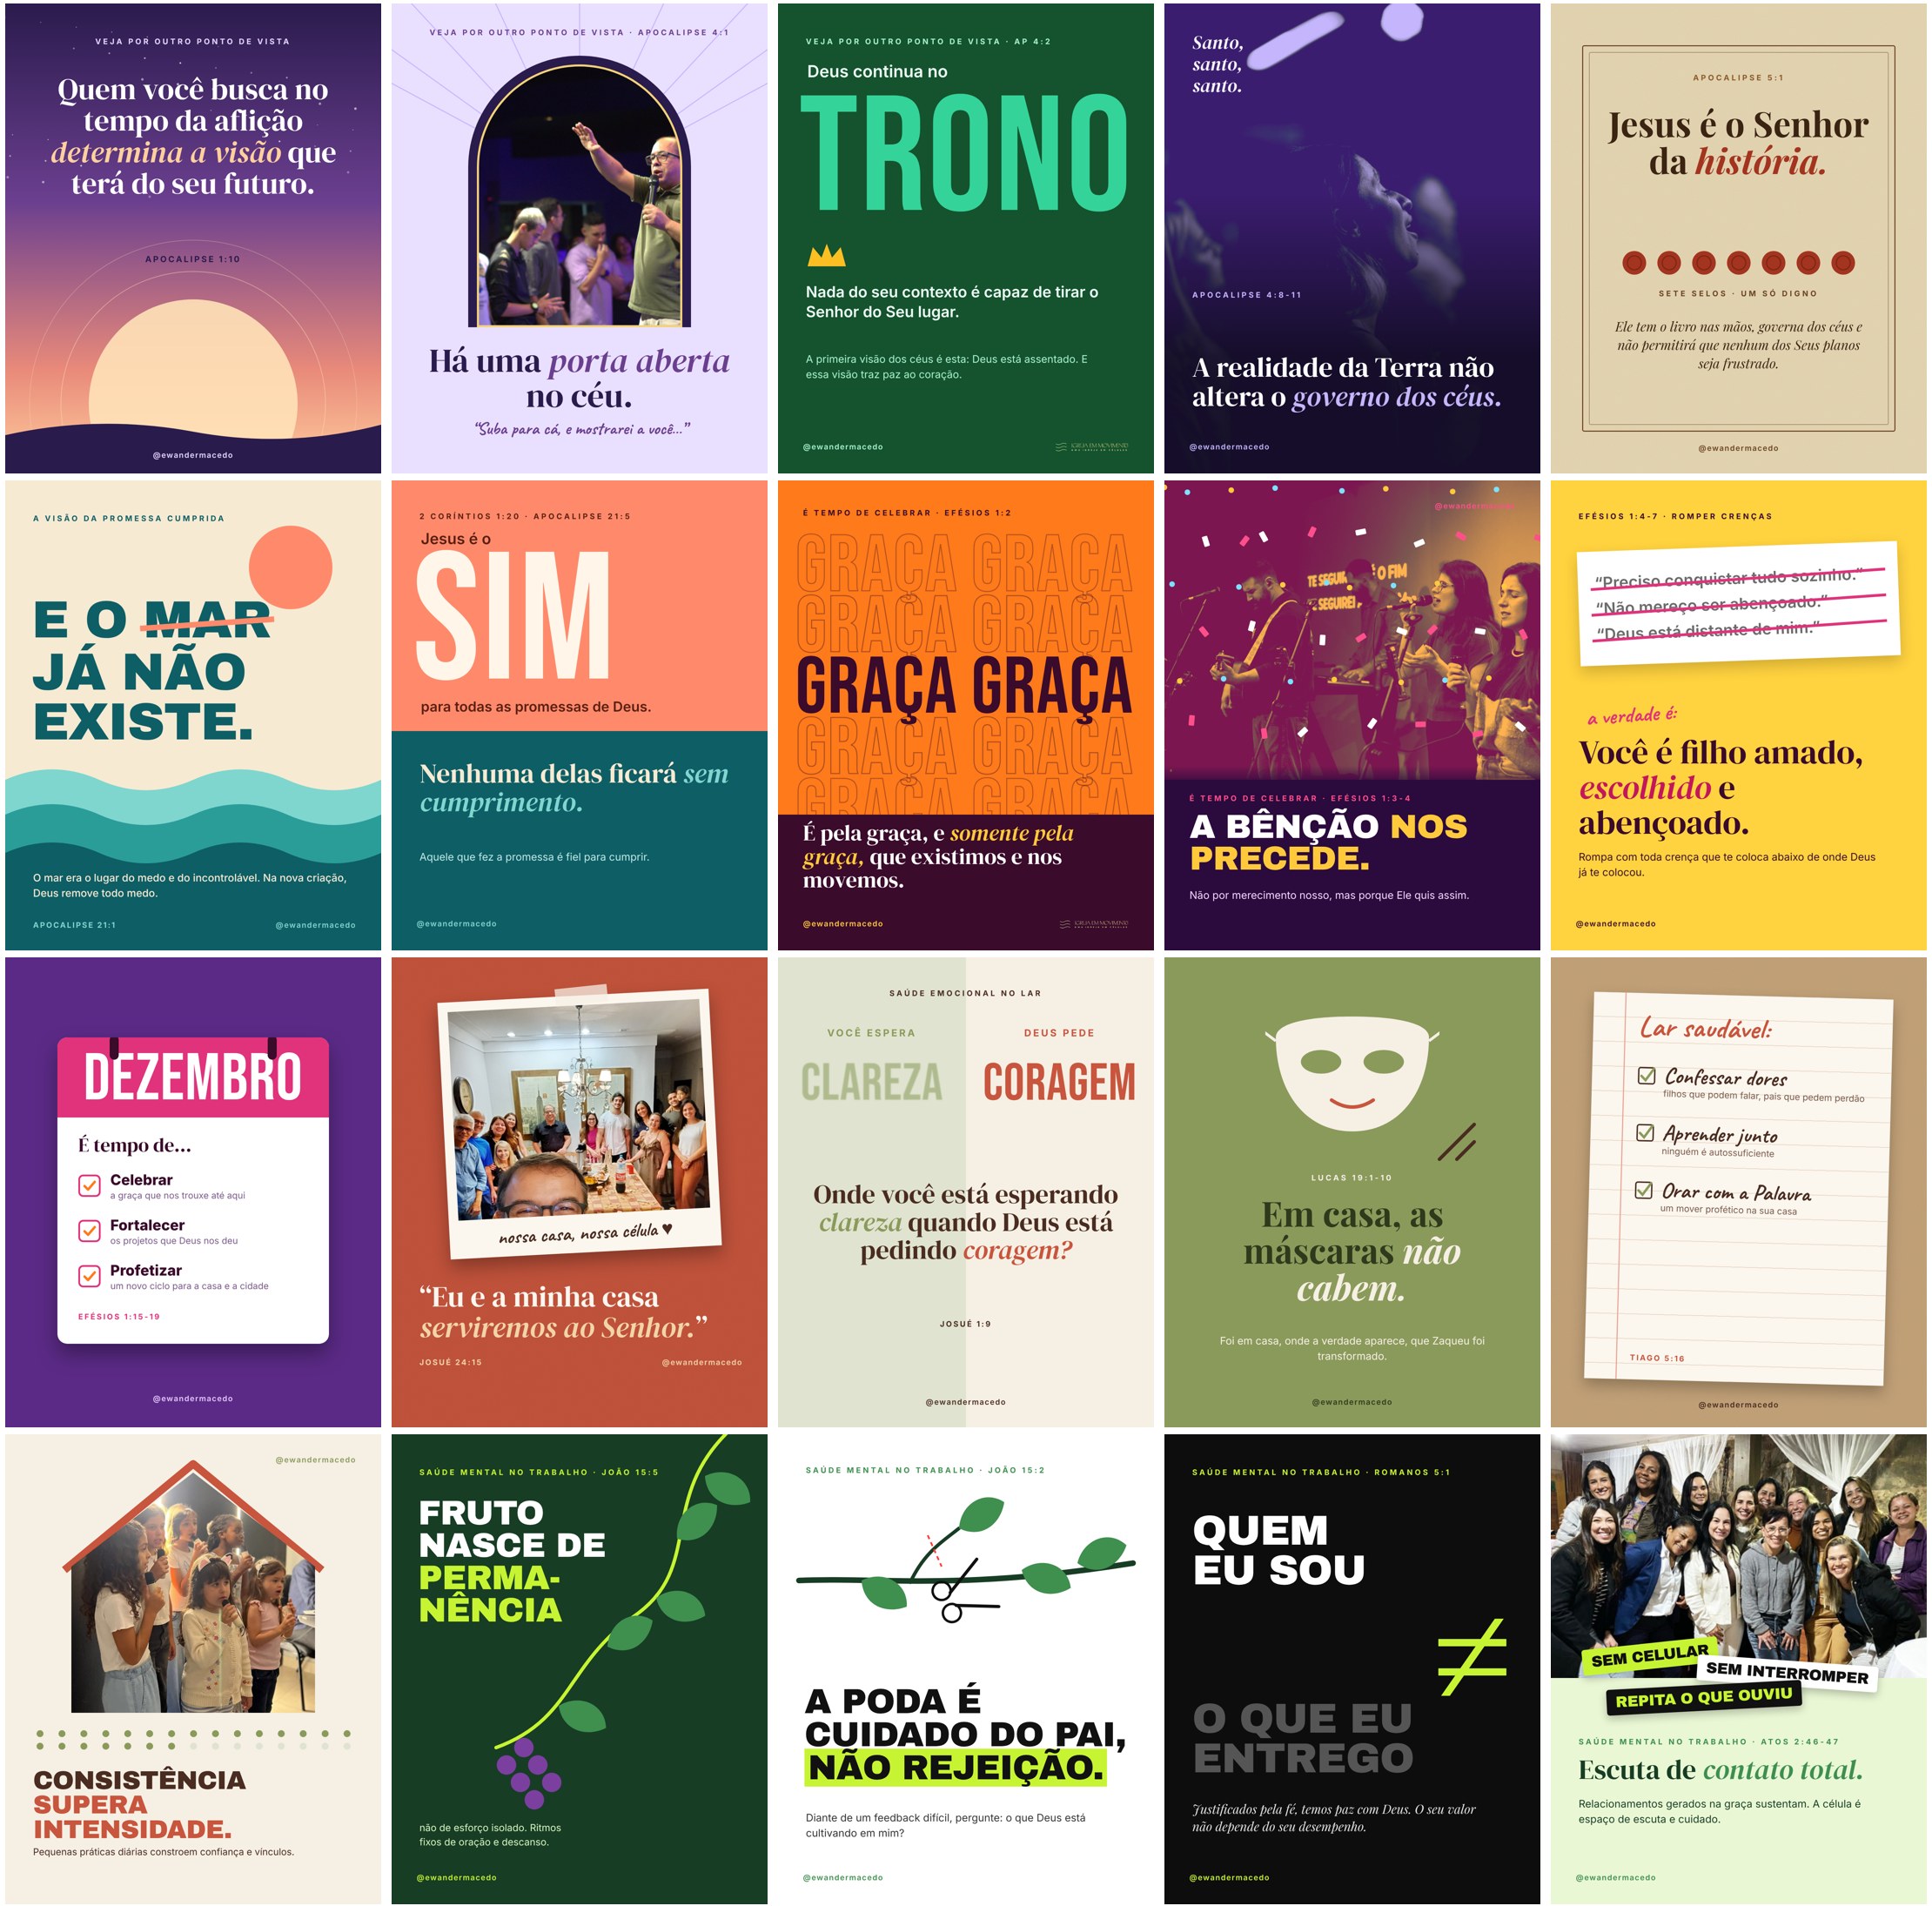 VEJA POR OUTRO PONTO DE VISTA
Quem você busca no
tempo da aflição
determina a visão que
terá do seu futuro.
APOCALIPSE 1:10
@ewandermacedo
VEJA POR OUTRO PONTO DE VISTA · APOCALIPSE 4:1
Há uma porta aberta
no céu.
“Suba para cá, e mostrarei a você...”
VEJA POR OUTRO PONTO DE VISTA · AP 4:2
Deus continua no
TRONO
Nada do seu contexto é capaz de tirar o
Senhor do Seu lugar.
A primeira visão dos céus é esta: Deus está assentado. E
essa visão traz paz ao coração.
@ewandermacedo
IGREJA EM MOVIMENTO
Santo,
santo,
santo.
APOCALIPSE 4:8-11
A realidade da Terra não
altera o governo dos céus.
@ewandermacedo
APOCALIPSE 5:1
Jesus é o Senhor
da história.
SETE SELOS · UM SÓ DIGNO
Ele tem o livro nas mãos, governa dos céus e
não permitirá que nenhum dos Seus planos
seja frustrado.
@ewandermacedo
A VISÃO DA PROMESSA CUMPRIDA
E O MAR
JÁ NÃO
EXISTE.
O mar era o lugar do medo e do incontrolável. Na nova criação,
Deus remove todo medo.
APOCALIPSE 21:1
@ewandermacedo
2 CORÍNTIOS 1:20 · APOCALIPSE 21:5
Jesus é o
SIM
para todas as promessas de Deus.
Nenhuma delas ficará sem
cumprimento.
Aquele que fez a promessa é fiel para cumprir.
@ewandermacedo
É TEMPO DE CELEBRAR · EFÉSIOS 1:2
GRAÇA GRAÇA
GRAÇA GRAÇA
GRAÇA GRAÇA
GRAÇA GRAÇA
GRAÇA GRAÇA
É pela graça, e somente pela
graça, que existimos e nos
movemos.
@ewandermacedo
IGREJA EM MOVIMENTO
@ewandermacedo
É O FIM
É TEMPO DE CELEBRAR · EFÉSIOS 1:3-4
A BÊNÇÃO NOS
PRECEDE.
Não por merecimento nosso, mas porque Ele quis assim.
EFÉSIOS 1:4-7 · ROMPER CRENÇAS
“Preciso conquistar tudo sozinho.”
“Não mereço ser abençoado.”
“Deus está distante de mim.”
a verdade é:
Você é filho amado,
escolhido e
abençoado.
Rompa com toda crença que te coloca abaixo de onde Deus
já te colocou.
@ewandermacedo
DEZEMBRO
É tempo de...
Celebrar
a graça que nos trouxe até aqui
Fortalecer
os projetos que Deus nos deu
Profetizar
um novo ciclo para a casa e a cidade
EFÉSIOS 1:15-19
@ewandermacedo
nossa casa, nossa célula ♥
“Eu e a minha casa
serviremos ao Senhor.”
JOSUÉ 24:15
@ewandermacedo
SAÚDE EMOCIONAL NO LAR
VOCÊ ESPERA
CLAREZA
DEUS PEDE
CORAGEM
Onde você está esperando
clareza quando Deus está
pedindo coragem?
JOSUÉ 1:9
@ewandermacedo
LUCAS 19:1-10
Em casa, as
máscaras não
cabem.
Foi em casa, onde a verdade aparece, que Zaqueu foi
transformado.
@ewandermacedo
Lar saudável:
Confessar dores
filhos que podem falar, pais que pedem perdão
Aprender junto
ninguém é autossuficiente
Orar com a Palavra
um mover profético na sua casa
TIAGO 5:16
@ewandermacedo
@ewandermacedo
CONSISTÊNCIA
SUPERA
INTENSIDADE.
Pequenas práticas diárias constroem confiança e vínculos.
SAÚDE MENTAL NO TRABALHO · JOÃO 15:5
FRUTO
NASCE DE
PERMA-
NÊNCIA
não de esforço isolado. Ritmos
fixos de oração e descanso.
@ewandermacedo
SAÚDE MENTAL NO TRABALHO · JOÃO 15:2
A PODA É
CUIDADO DO PAI,
NÃO REJEIÇÃO.
Diante de um feedback difícil, pergunte: o que Deus está
cultivando em mim?
@ewandermacedo
SAÚDE MENTAL NO TRABALHO · ROMANOS 5:1
QUEM
EU SOU
≠
O QUE EU
ENTREGO
Justificados pela fé, temos paz com Deus. O seu valor
não depende do seu desempenho.
@ewandermacedo
SEM CELULAR
SEM INTERROMPER
REPITA O QUE OUVIU
SAÚDE MENTAL NO TRABALHO · ATOS 2:46-47
Escuta de contato total.
Relacionamentos gerados na graça sustentam. A célula é
espaço de escuta e cuidado.
@ewandermacedo